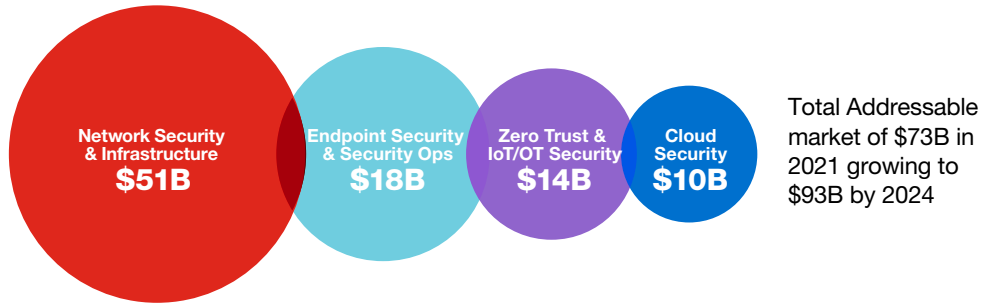 Network Security
& Infrastructure
$51B
Endpoint Security
& Security Ops
$18B
Zero Trust &
IoT/OT Security
$14B
Cloud
Security
$10B
Total Addressable
market of $73B in
2021 growing to
$93B by 2024